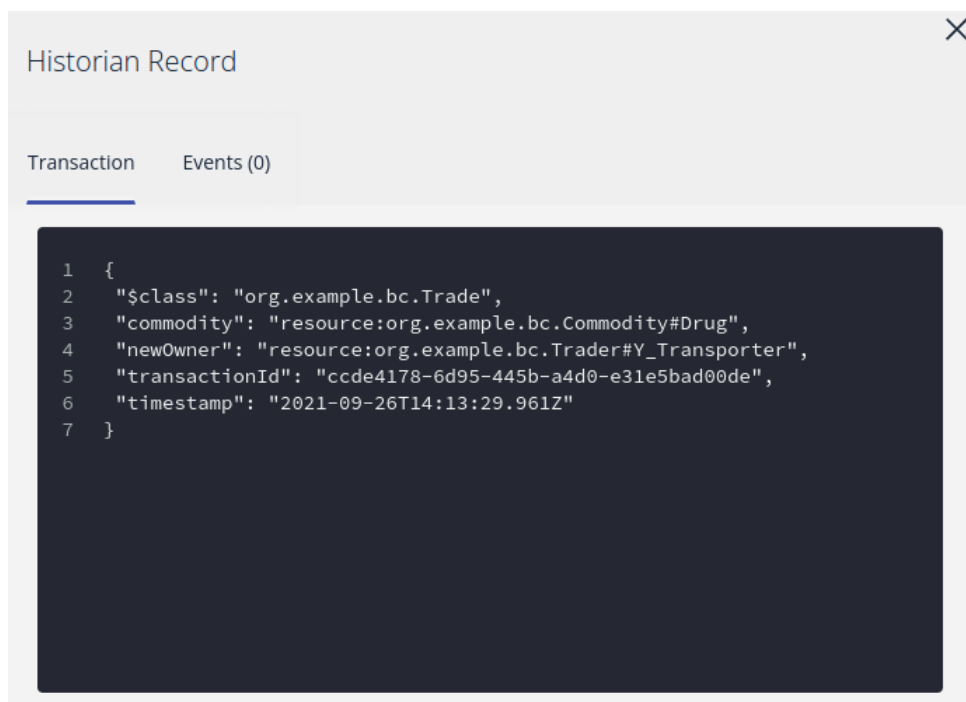 Historian Record
Transaction Events (0)
1 {
2 "$class": "org.example.bc.Trade",
3 "commodity": "resource:org.example.bc.Commodity#Drug",
4 "newOwner": "resource:org.example.bc.Trader#Y_Transporter",
5 "transactionId": "ccde4178-6d95-445b-a4d0-e31e5bad00de",
6 "timestamp": "2021-09-26T14:13:29.961Z"
7 }